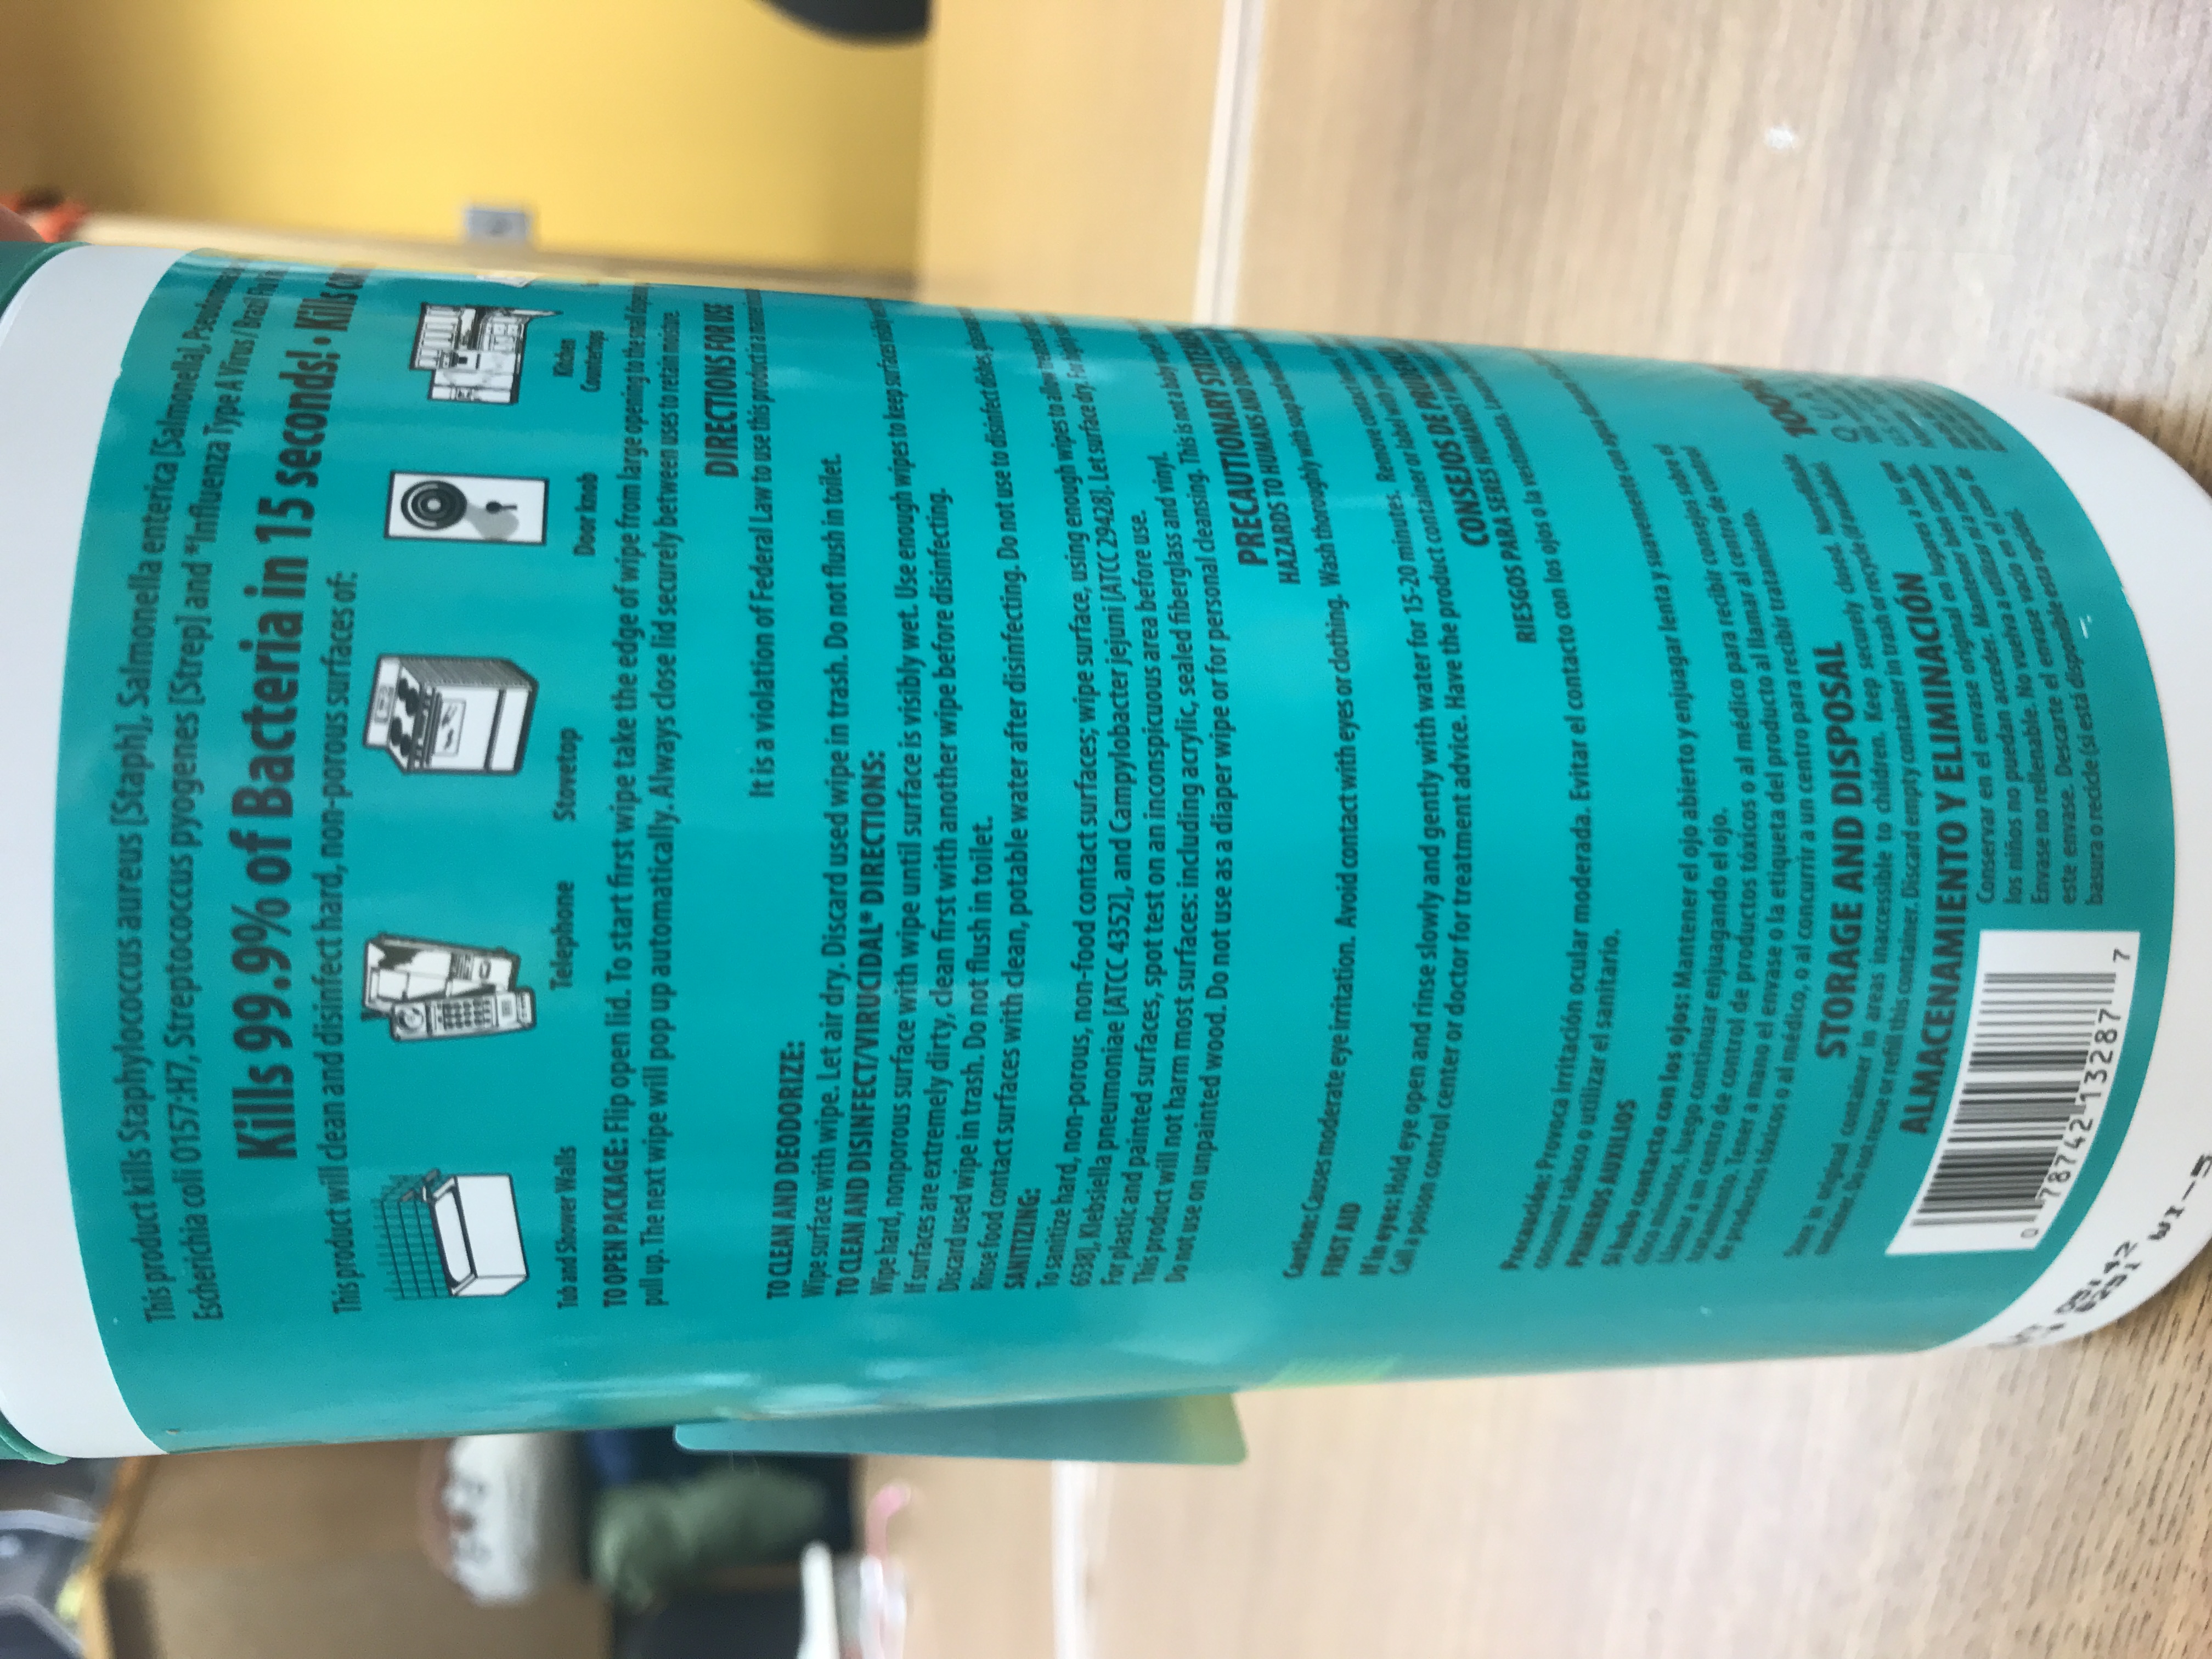 This product kills Staphylococcus aureus [Staph], Salmonella enterica [Salmonella],
Escherichia coli O157:H7, Streptococcus pyogenes [Strep] and *Influenza Type A Virus / Brazil Flu
Kills 99.9% of Bacteria in 15 seconds! • Kills
This product will clean and disinfect hard, non-porous surfaces of:
Tub and Shower Walls
Telephone
Stovetop
Door knob
Kitchen
Countertops
TO OPEN PACKAGE: Flip open lid. To start first wipe take the edge of wipe from large opening to the small
pull up. The next wipe will pop up automatically. Always close lid securely between uses to retain moisture.
DIRECTIONS FOR USE
It is a violation of Federal Law to use this product in a manner
TO CLEAN AND DEODORIZE:
Wipe surface with wipe. Let air dry. Discard used wipe in trash. Do not flush in toilet.
TO CLEAN AND DISINFECT/VIRUCIDAL* DIRECTIONS:
Wipe hard, nonporous surface with wipe until surface is visibly wet. Use enough wipes to keep surfaces visibly
If surfaces are extremely dirty, clean first with another wipe before disinfecting.
Discard used wipe in trash. Do not flush in toilet.
Rinse food contact surfaces with clean, potable water after disinfecting. Do not use to disinfect dishes,
SANITIZING:
To sanitize hard, non-porous, non-food contact surfaces; wipe surface, using enough wipes to allow treated
6538], Klebsiella pneumoniae [ATCC 4352], and Campylobacter jejuni [ATCC 29428]. Let surface dry. For highly
For plastic and painted surfaces, spot test on an inconspicuous area before use.
This product will not harm most surfaces: including acrylic, sealed fiberglass and vinyl.
Do not use on unpainted wood. Do not use as a diaper wipe or for personal cleansing. This is not a baby wipe!
PRECAUTIONARY
HAZARDS TO HUMANS AND DOMESTIC
Caution: Causes moderate eye irritation. Avoid contact with eyes or clothing. Wash thoroughly with soap and water
FIRST AID
If in eyes: Hold eye open and rinse slowly and gently with water for 15-20 minutes. Remove contact
Call a poison control center or doctor for treatment advice. Have the product container or label with you
CONSEJOS DE
RIESGOS PARA SERES HUMANOS Y
Precaución: Provoca irritación ocular moderada. Evitar el contacto con los ojos o la vestimenta.
consumir tabaco o utilizar el sanitario.
PRIMEROS AUXILIOS
Si hubo contacto con los ojos: Mantener el ojo abierto y enjuagar lenta y suavemente con agua
cinco minutos, luego continuar enjuagando el ojo.
Llamar a un centro de control de productos tóxicos o al médico para recibir consejos sobre el
tratamiento. Tener a mano el envase o la etiqueta del producto al llamar al centro de control
de productos tóxicos o al médico, o al concurrir a un centro para recibir tratamiento.
STORAGE AND DISPOSAL
Store in original container in areas inaccessible to children. Keep securely closed. Nonrefillable
container. Do not reuse or refill this container. Discard empty container in trash or recycle (if available).
ALMACENAMIENTO Y ELIMINACIÓN
Conservar en el envase original en lugares a los que
los niños no puedan acceder. Mantener bien cerrado.
Envase no rellenable. No vuelva a utilizar ni a rellenar
este envase. Descarte el envase vacío en el cesto de
basura o recicle (si está disponible esta opción).
100%
0 78742 13287 7
WI-5